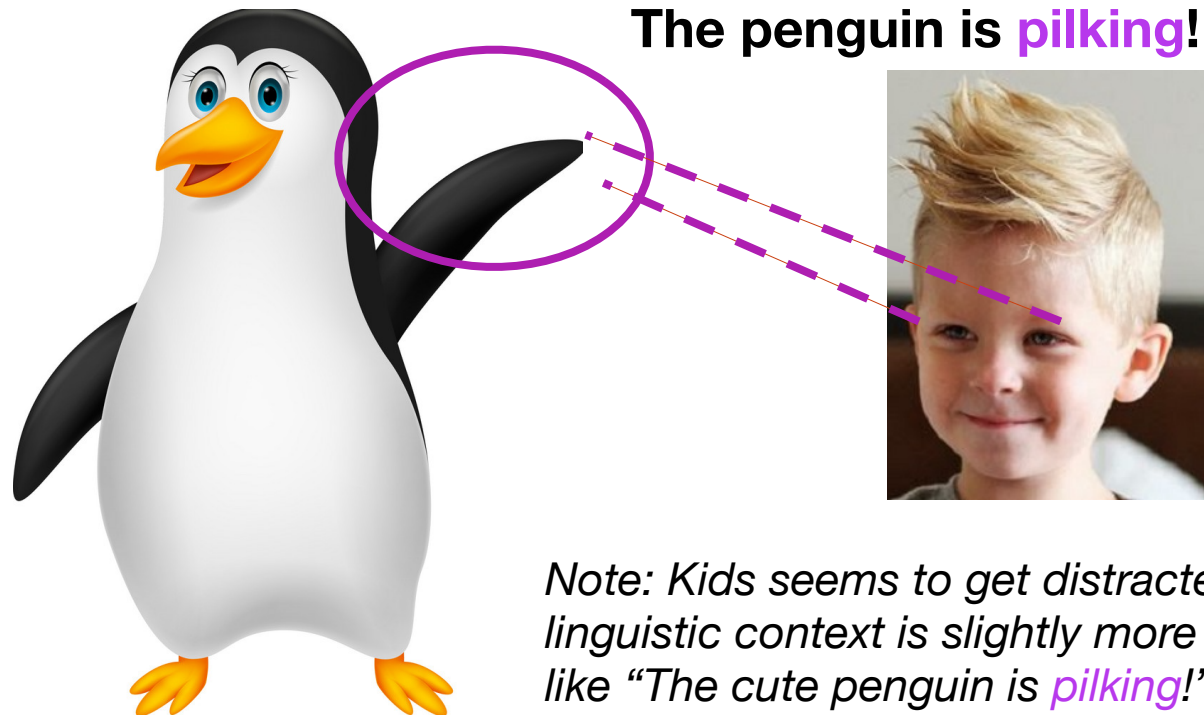 The penguin is pilking!
Note: Kids seems to get distracte
linguistic context is slightly more
like “The cute penguin is pilking!”